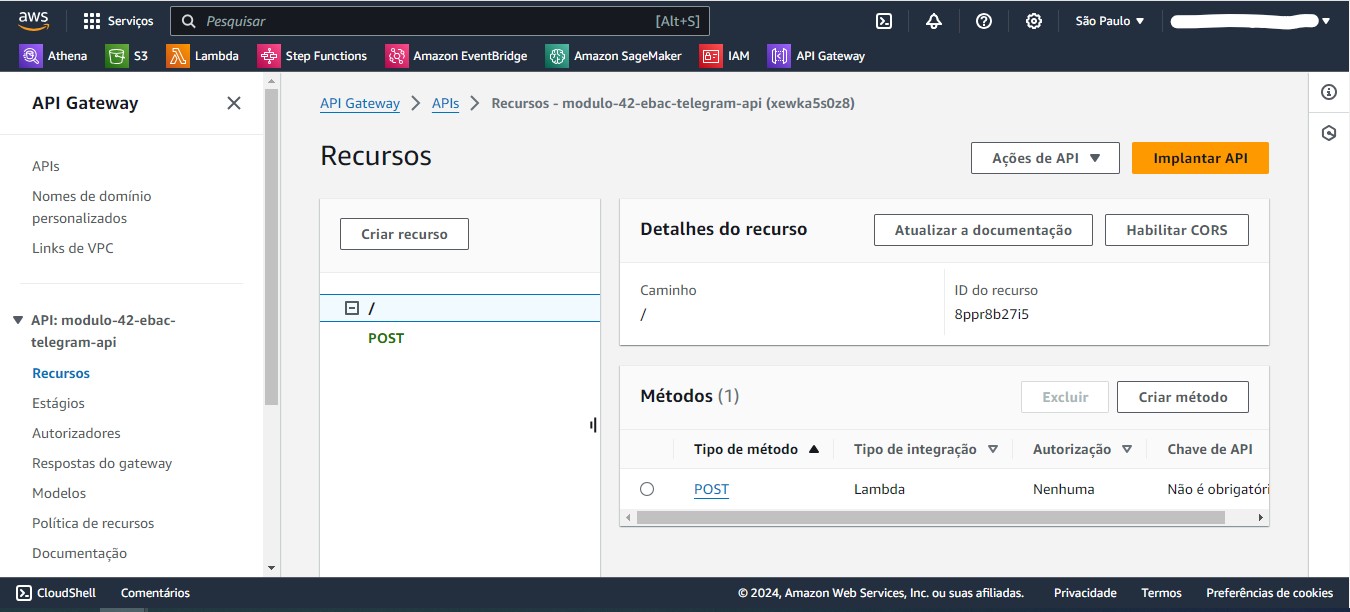 aws Serviços Pesquisar [Alt+S] São Paulo
Athena S3 Lambda Step Functions Amazon EventBridge Amazon SageMaker IAM API Gateway
API Gateway
APIs
Nomes de domínio
personalizados
Links de VPC
API: modulo-42-ebac-
telegram-api
Recursos
Estágios
Autorizadores
Respostas do gateway
Modelos
Política de recursos
Documentação
API Gateway > APIs > Recursos - modulo-42-ebac-telegram-api (xewka5s0z8)
Recursos
Ações de API Implantar API
Criar recurso
/
POST
Detalhes do recurso Atualizar a documentação Habilitar CORS
Caminho ID do recurso
/ 8ppr8b27i5
Métodos (1) Excluir Criar método
Tipo de método Tipo de integração Autorização Chave de API
POST Lambda Nenhuma Não é obrigatóri
CloudShell Comentários © 2024, Amazon Web Services, Inc. ou suas afiliadas. Privacidade Termos Preferências de cookies